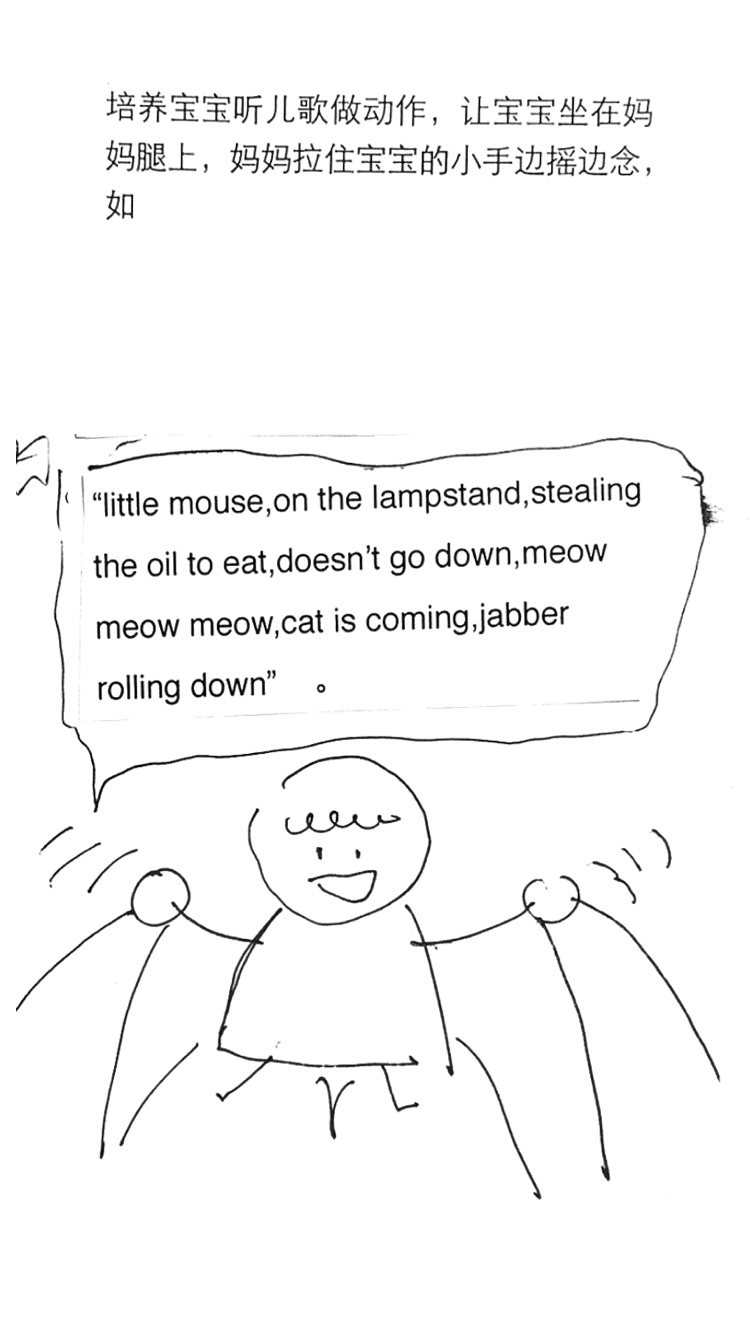 培养宝宝听儿歌做动作，让宝宝坐在妈
妈腿上，妈妈拉住宝宝的小手边摇边念，
如
“little mouse,on the lampstand,stealing
the oil to eat,doesn’t go down,meow
meow meow,cat is coming,jabber
rolling down” 。